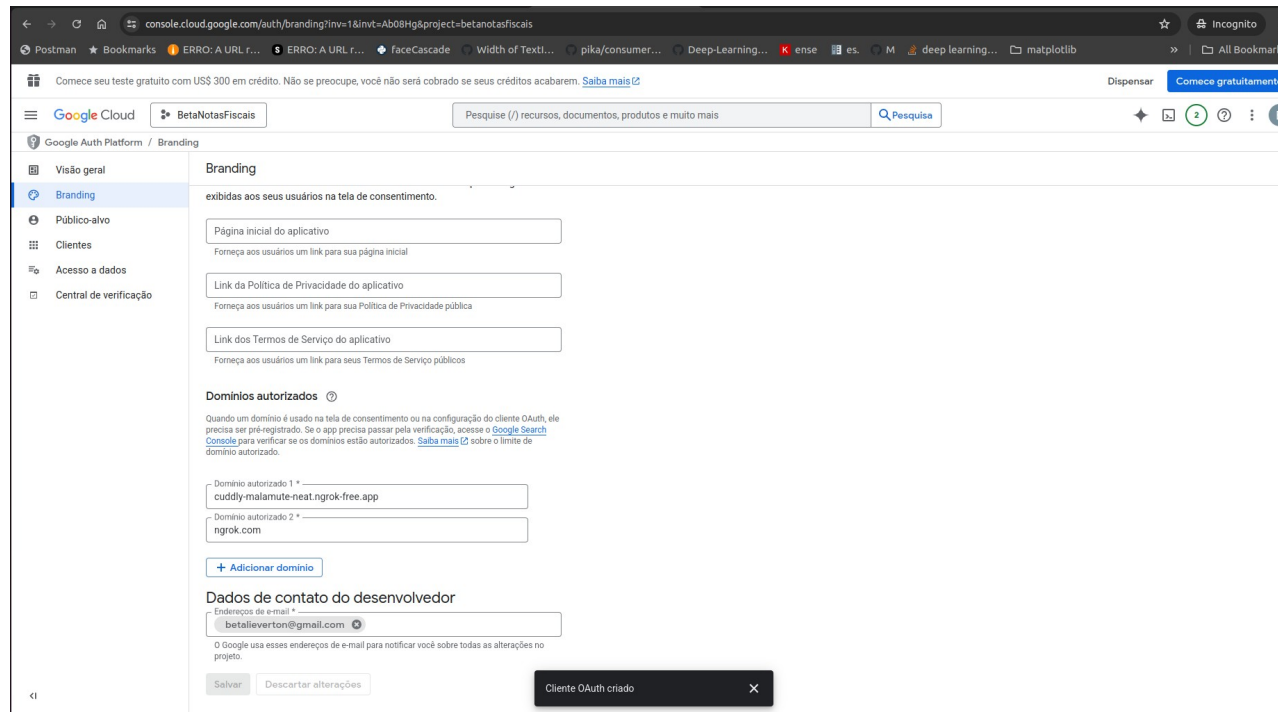 console.cloud.google.com/auth/branding?inv=1&invt=Ab08Hg&project=betanotasfiscais
Incognito
Postman Bookmarks ERRO: A URL r... ERRO: A URL r... faceCascade Width of TextI... pika/consumer... Deep-Learning... ense es. M deep learning... matplotlib » All Bookmar
Comece seu teste gratuito com US$ 300 em crédito. Não se preocupe, você não será cobrado se seus créditos acabarem. Saiba mais
Dispensar
Comece gratuitament
Google Cloud
BetaNotasFiscais
Pesquise (/) recursos, documentos, produtos e muito mais
Pesquisa
2
Google Auth Platform / Branding
Visão geral
Branding
Público-alvo
Clientes
Acesso a dados
Central de verificação
Branding
exibidas aos seus usuários na tela de consentimento.
Página inicial do aplicativo
Forneça aos usuários um link para sua página inicial
Link da Política de Privacidade do aplicativo
Forneça aos usuários um link para sua Política de Privacidade pública
Link dos Termos de Serviço do aplicativo
Forneça aos usuários um link para seus Termos de Serviço públicos
Domínios autorizados
Quando um domínio é usado na tela de consentimento ou na configuração do cliente OAuth, ele
precisa ser pré-registrado. Se o app precisa passar pela verificação, acesse o Google Search
Console para verificar se os domínios estão autorizados. Saiba mais sobre o limite de
domínio autorizado.
Domínio autorizado 1 *
cuddly-malamute-neat.ngrok-free.app
Domínio autorizado 2 *
ngrok.com
+ Adicionar domínio
Dados de contato do desenvolvedor
Endereços de e-mail *
betalieverton@gmail.com
O Google usa esses endereços de e-mail para notificar você sobre todas as alterações no
projeto.
Salvar
Descartar alterações
Cliente OAuth criado